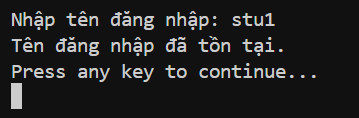 Nhập tên đăng nhập: stu1
Tên đăng nhập đã tồn tại.
Press any key to continue...